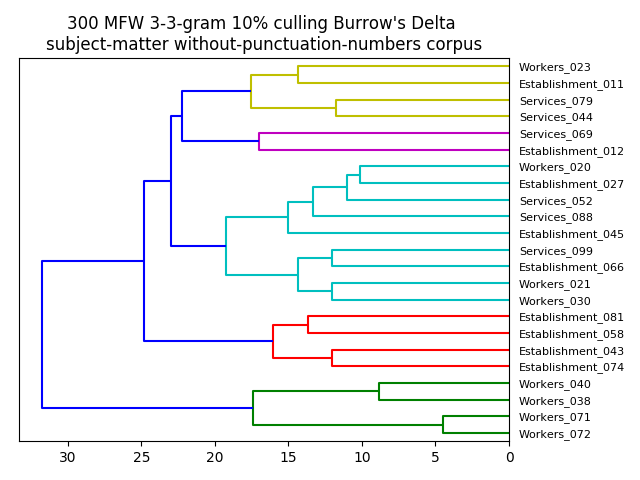 300 MFW 3-3-gram 10% culling Burrow's Delta
subject-matter without-punctuation-numbers corpus
Workers_023
Establishment_011
Services_079
Services_044
Services_069
Establishment_012
Workers_020
Establishment_027
Services_052
Services_088
Establishment_045
Services_099
Establishment_066
Workers_021
Workers_030
Establishment_081
Establishment_058
Establishment_043
Establishment_074
Workers_040
Workers_038
Workers_071
Workers_072
30 25 20 15 10 5 0